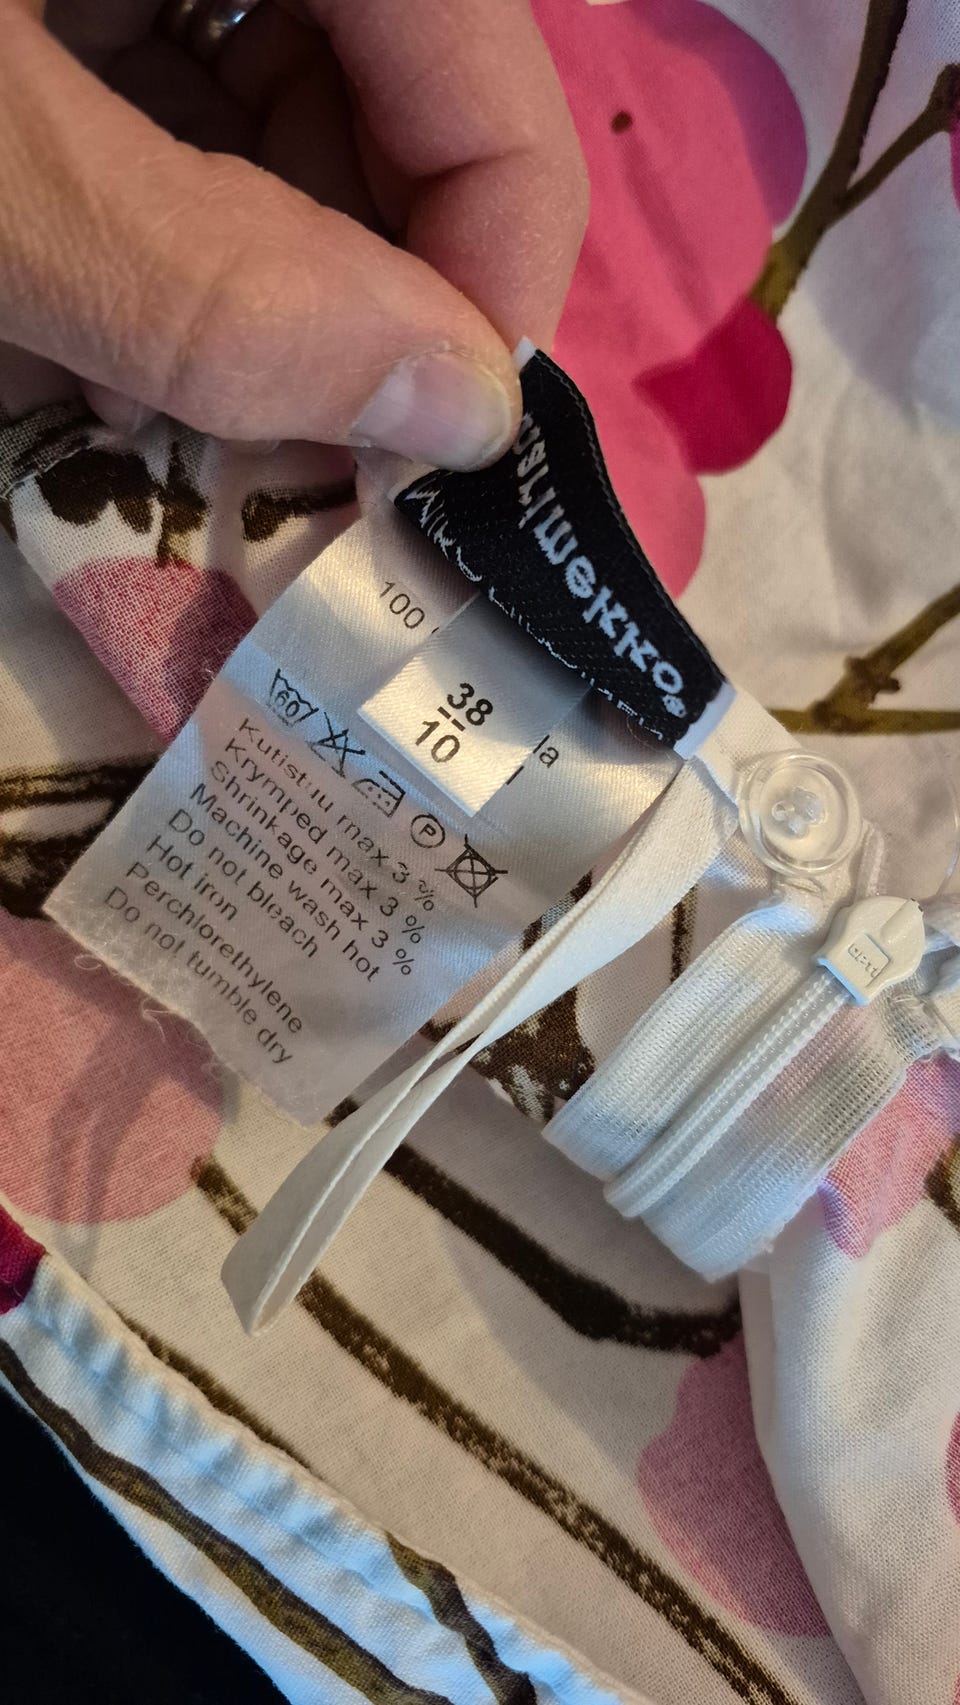 marimekko®
100
38
10
60
P
Kutistuu max 3 %
Krymped max 3 %
Shrinkage max 3 %
Machine wash hot
Do not bleach
Hot iron
Perchlorethylene
Do not tumble dry